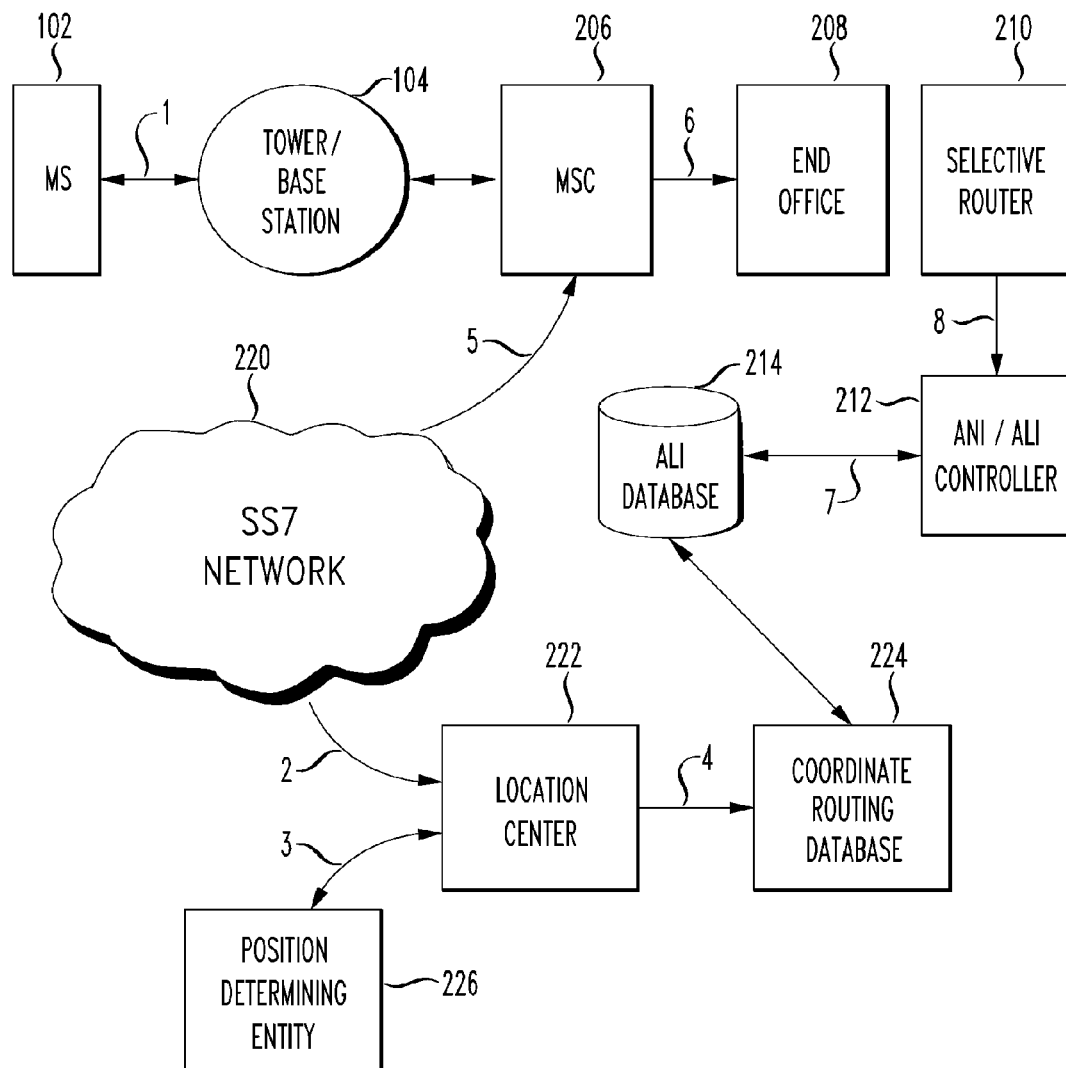 102
206
208
210
104
1
6
MS
TOWER/
BASE
STATION
MSC
END
OFFICE
SELECTIVE
ROUTER
5
8
220
214
212
ALI
DATABASE
7
ANI / ALI
CONTROLLER
SS7
NETWORK
222
224
2
4
LOCATION
CENTER
COORDINATE
ROUTING
DATABASE
3
POSITION
DETERMINING
ENTITY
226